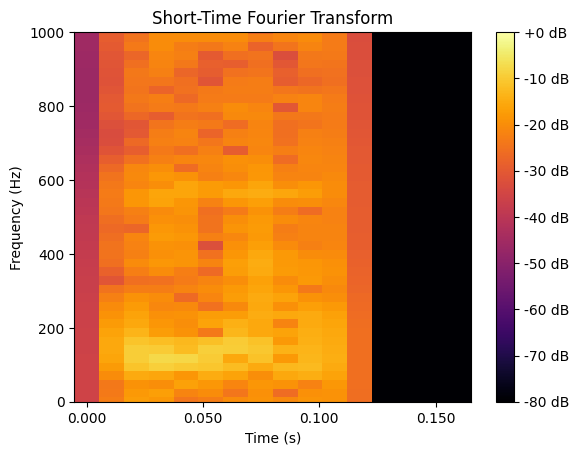 Short-Time Fourier Transform
1000
800
600
400
200
0
Frequency (Hz)
0.000
0.050
0.100
0.150
Time (s)
+0 dB
-10 dB
-20 dB
-30 dB
-40 dB
-50 dB
-60 dB
-70 dB
-80 dB